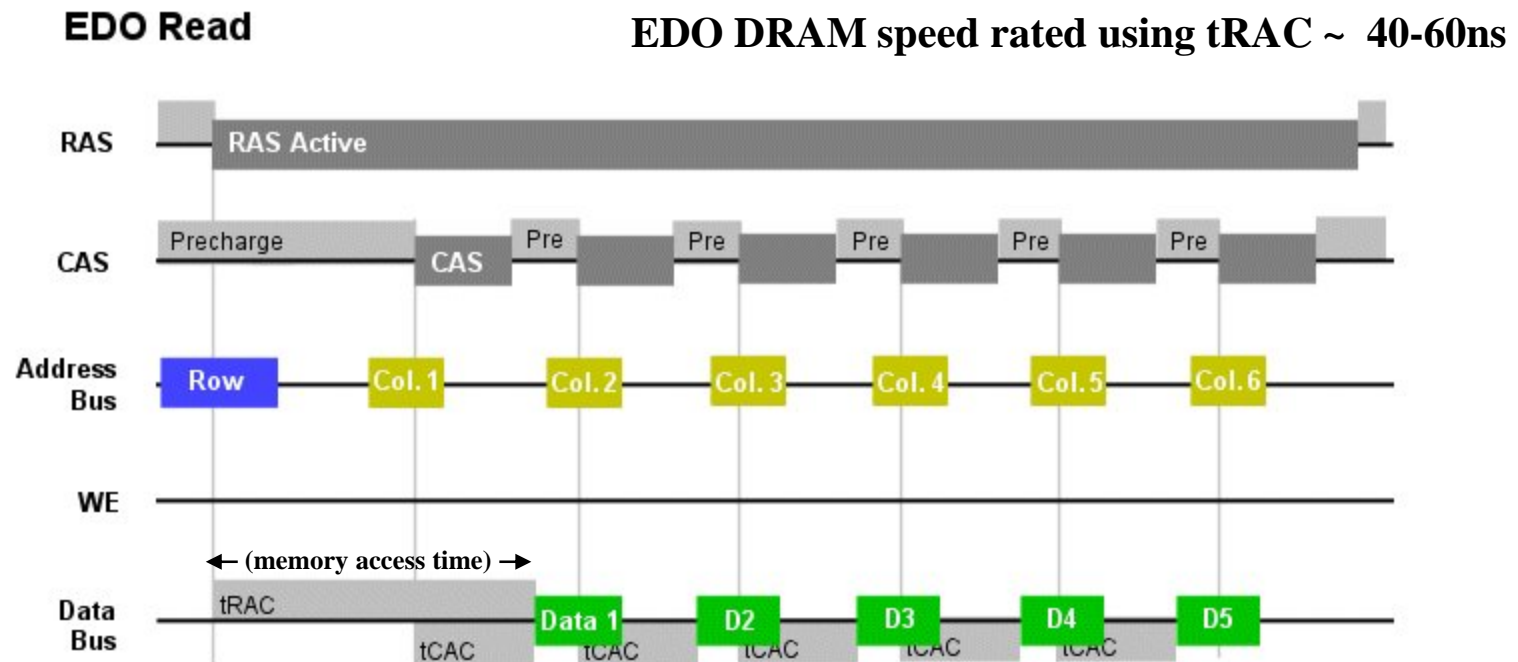 EDO Read
EDO DRAM speed rated using tRAC ~ 40-60ns
RAS
RAS Active
CAS
Precharge
CAS
Pre
Pre
Pre
Pre
Pre
Address
Bus
Row
Col. 1
Col. 2
Col. 3
Col. 4
Col. 5
Col. 6
WE
(memory access time)
Data
Bus
tRAC
Data 1
D2
D3
D4
D5
tCAC
tCAC
tCAC
tCAC
tCAC